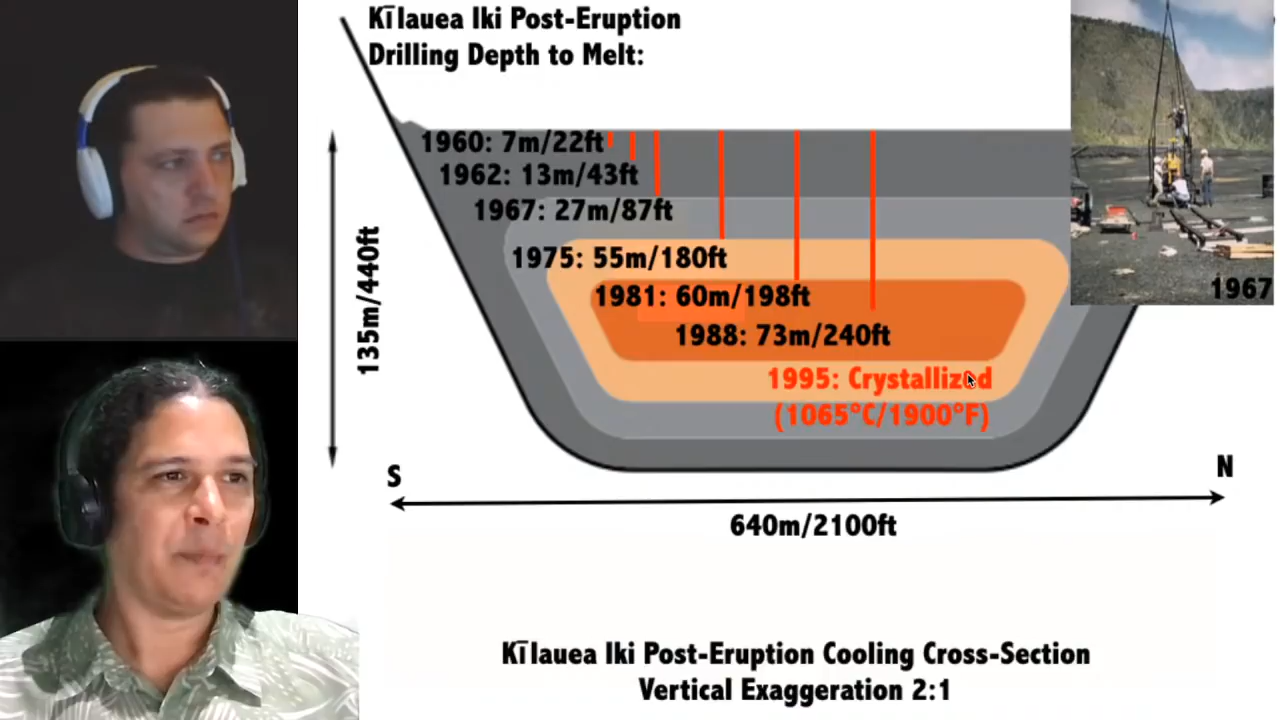 Kīlauea Iki Post-Eruption
Drilling Depth to Melt:
1960: 7m/22ft
1962: 13m/43ft
1967: 27m/87ft
1975: 55m/180ft
1981: 60m/198ft
1988: 73m/240ft
1995: Crystallized
(1065°C/1900°F)
135m/440ft
1967
S
N
640m/2100ft
Kīlauea Iki Post-Eruption Cooling Cross-Section
Vertical Exaggeration 2:1